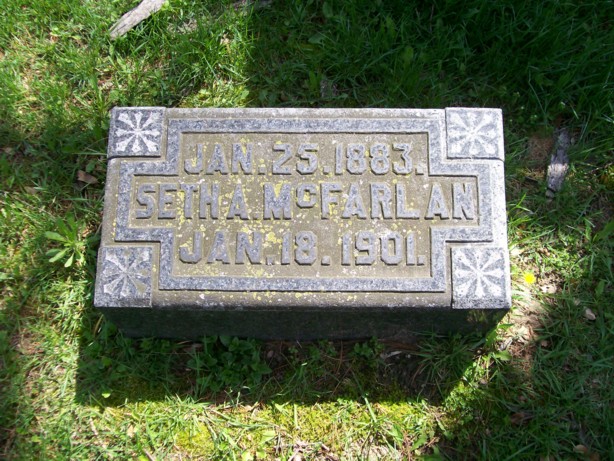 JAN. 25. 1883.
SETH A. McFARLAN
JAN. 18. 1901.